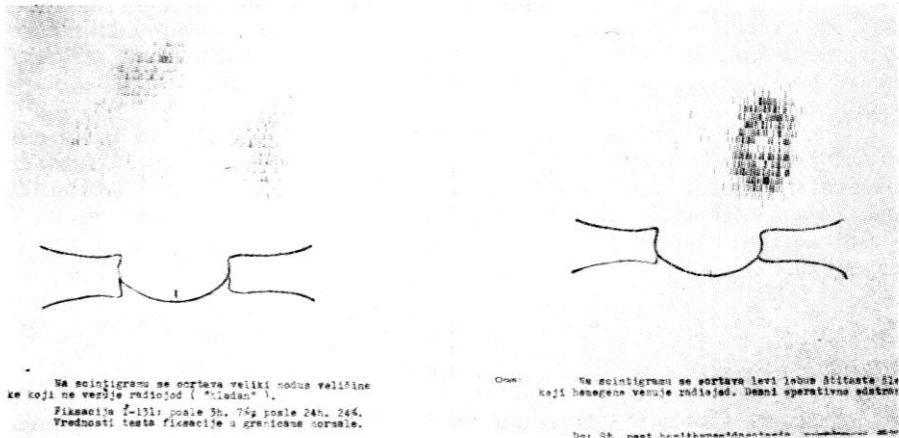 Na scintigramu se ocrtava veliki nodus veličine
ke koji ne vezuje radiojod ( "hladan" ).
Fiksacija I-131: posle 3h. 7%; posle 24h. 24%.
Vrednosti testa fiksacije u granicama normale.
Na scintigramu se ocrtava levi lobus štitaste žle
koji homogeno vezuje radiojod. Desni operativno odstran